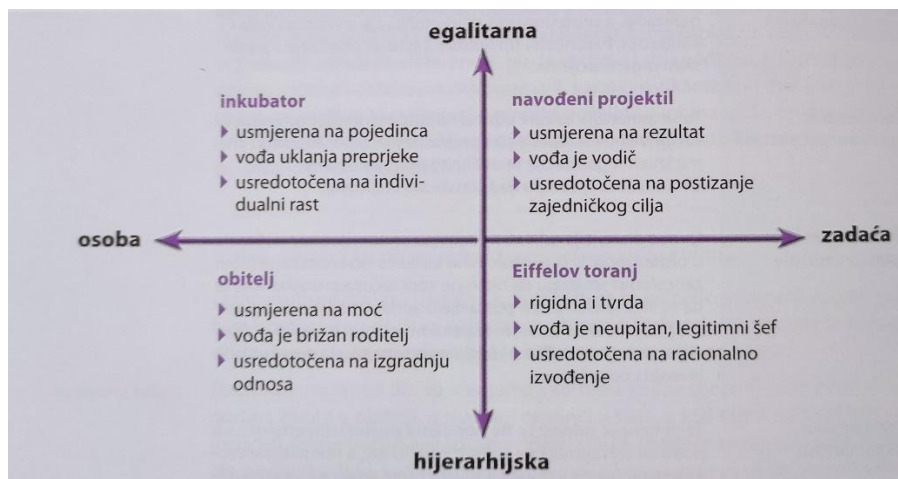 egalitarna
inkubator
usmjerena na pojedinca
vođa uklanja preprjeke
usredotočena na indivi-
dualni rast
navođeni projektil
usmjerena na rezultat
vođa je vodič
usredotočena na postizanje
zajedničkog cilja
osoba
zadaća
obitelj
usmjerena na moć
vođa je brižan roditelj
usredotočena na izgradnju
odnosa
Eiffelov toranj
rigidna i tvrda
vođa je neupitan, legitimni šef
usredotočena na racionalno
izvođenje
hijerarhijska